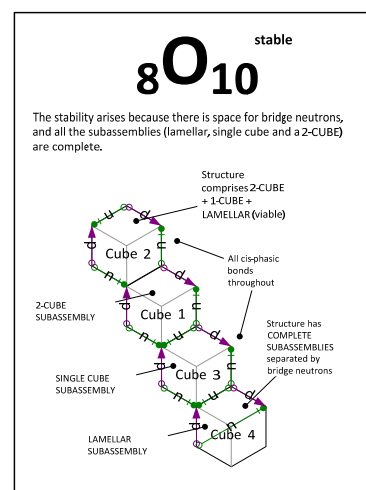 stable
8O10
The stability arises because there is space for bridge neutrons,
and all the subassemblies (lamellar, single cube and a 2-CUBE)
are complete.
Structure
comprises 2-CUBE
+ 1-CUBE +
LAMELLAR (viable)
n
d
p
u
Cube 2
n
d
All cis-phasic
bonds
throughout
2-CUBE
SUBASSEMBLY
p
Cube 1
u
n
n
d
Structure has
COMPLETE
SUBASSEMBLIES
separated by
bridge neutrons
SINGLE CUBE
SUBASSEMBLY
p
Cube 3
u
n
n
d
LAMELLAR
SUBASSEMBLY
p
u
Cube 4